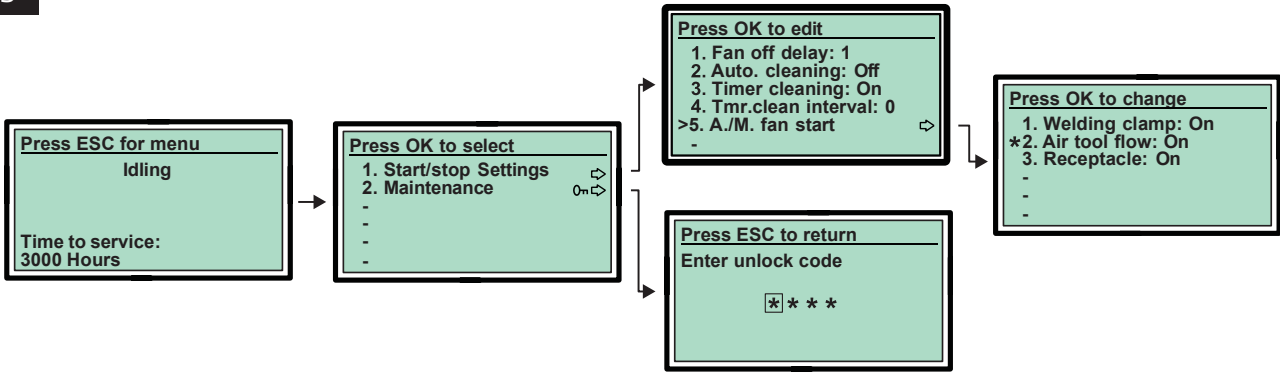 Press ESC for menu
Idling
Time to service:
3000 Hours
Press OK to select
1. Start/stop Settings
2. Maintenance
-
-
-
-
Press OK to edit
1. Fan off delay: 1
2. Auto. cleaning: Off
3. Timer cleaning: On
4. Tmr.clean interval: 0
>5. A./M. fan start
-
Press ESC to return
Enter unlock code
* * * *
Press OK to change
1. Welding clamp: On
*2. Air tool flow: On
3. Receptacle: On
-
-
-